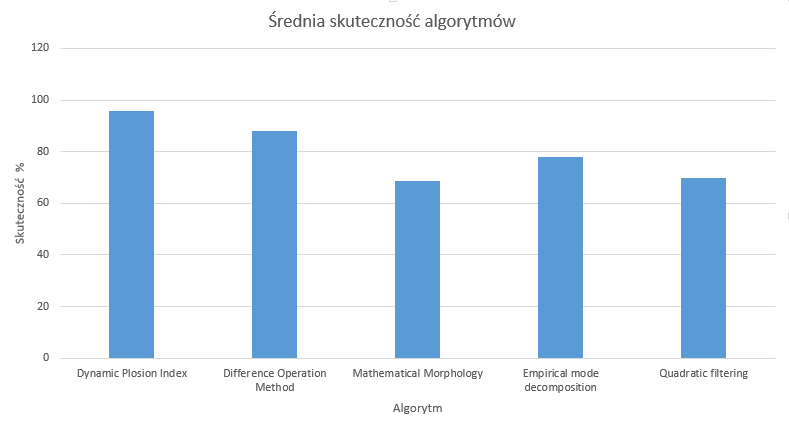 Średnia skuteczność algorytmów
120
100
80
60
40
20
0
Skuteczność %
Dynamic Plosion Index
Difference Operation
Method
Mathematical Morphology
Empirical mode
decomposition
Quadratic filtering
Algorytm